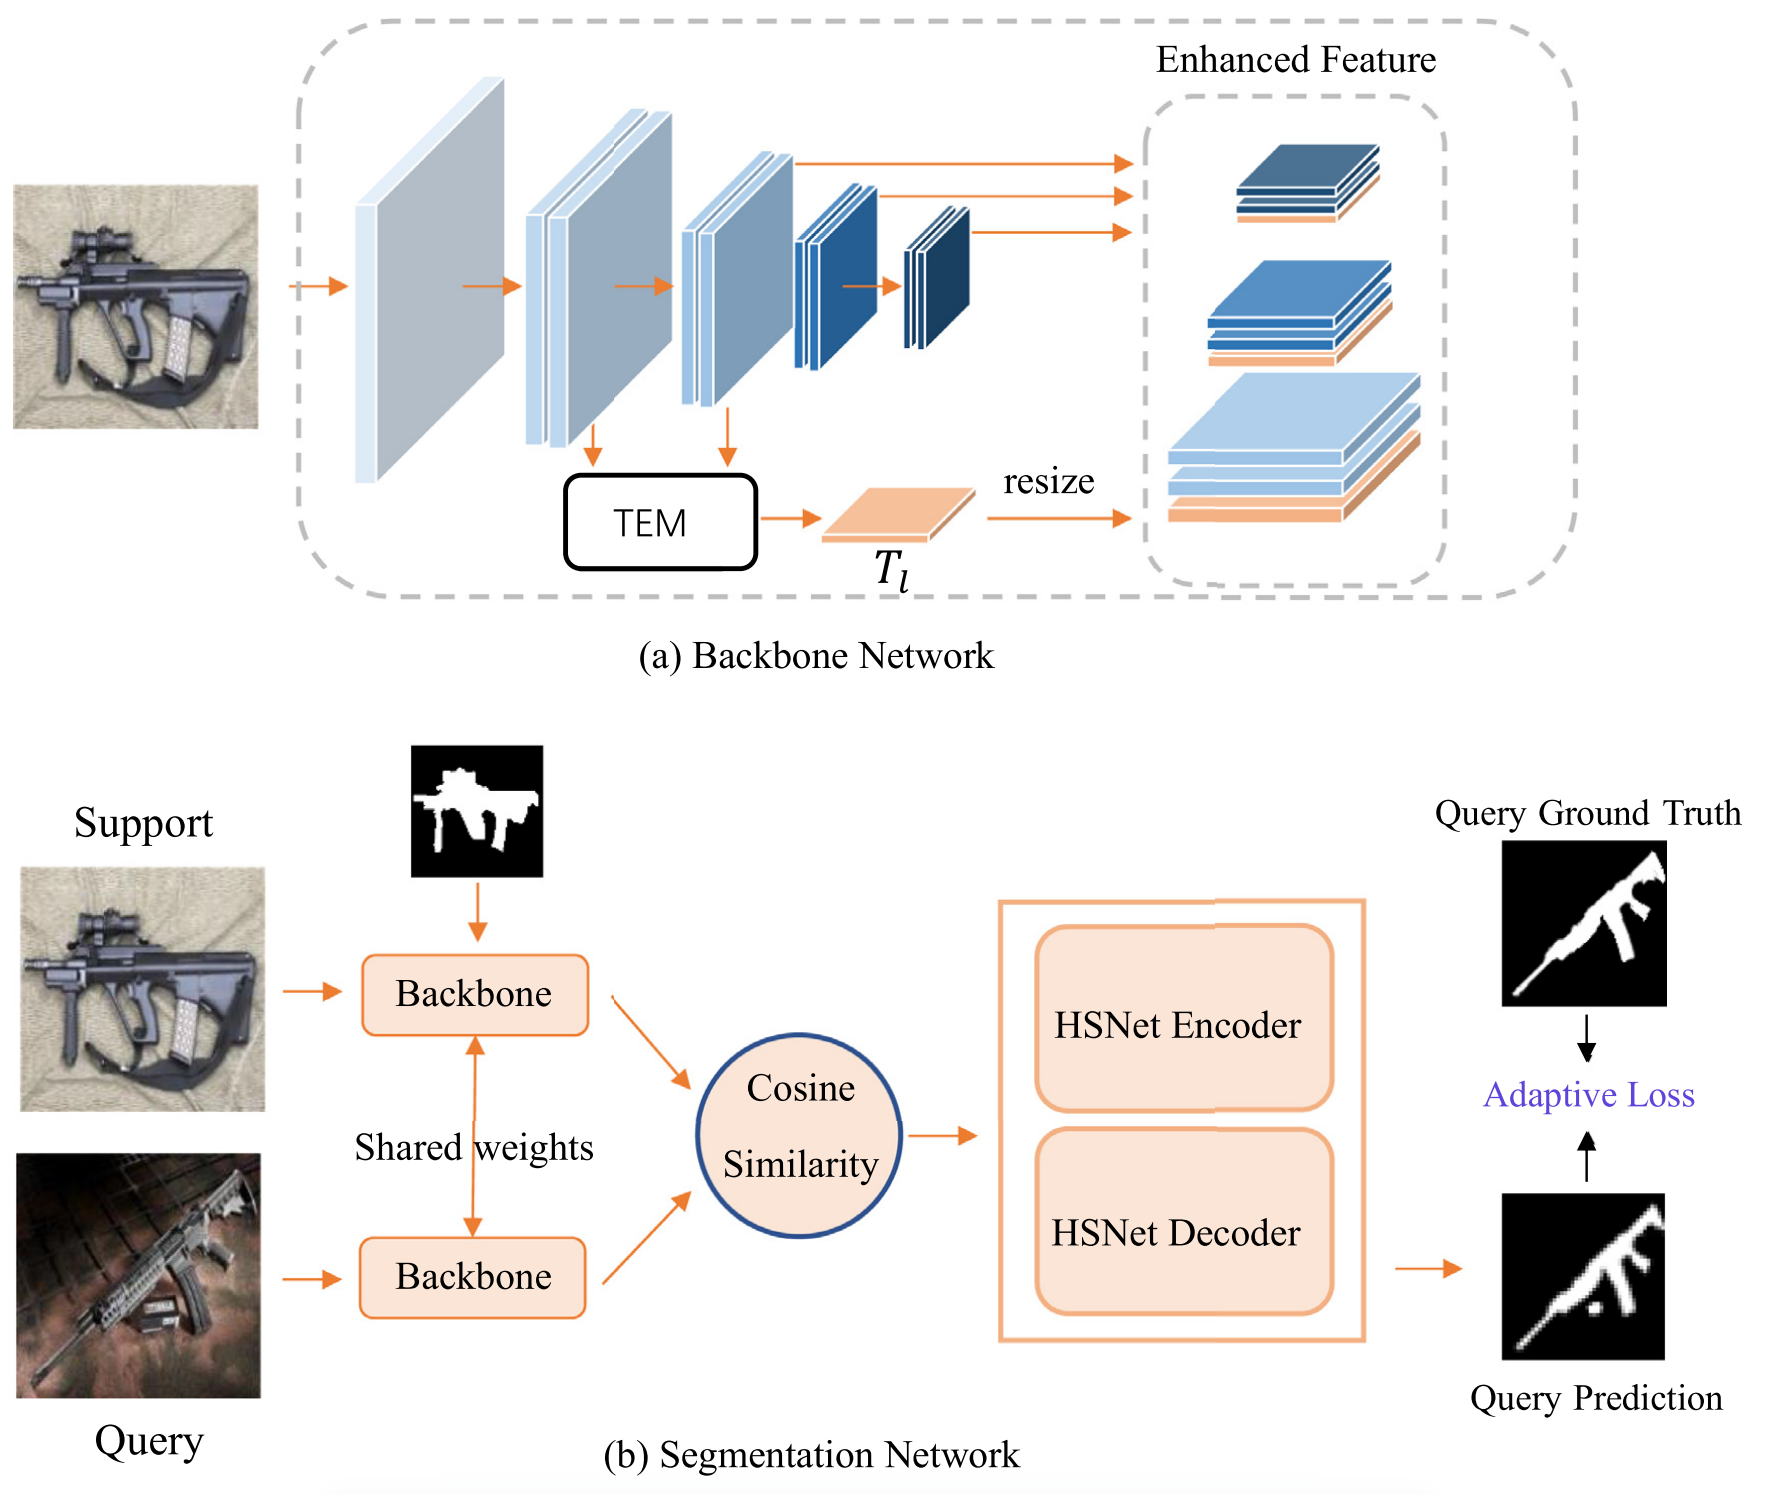 Enhanced Feature
resize
TEM
T_l
(a) Backbone Network
Support
Query Ground Truth
Backbone
HSNet Encoder
Cosine
Adaptive Loss
Shared weights
Similarity
HSNet Decoder
Backbone
Query Prediction
Query
(b) Segmentation Network